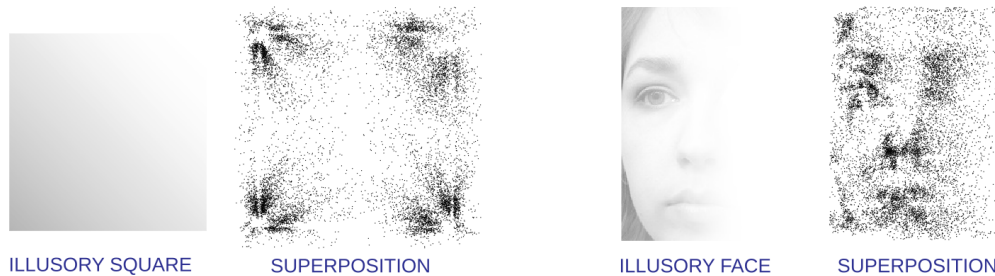 ILLUSORY SQUARE
SUPERPOSITION
ILLUSORY FACE
SUPERPOSITION